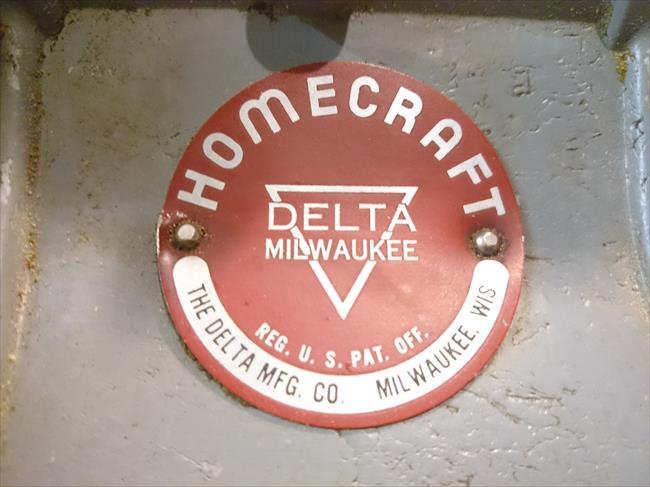 HOMECRAFT
DELTA
MILWAUKEE
REG. U. S. PAT. OFF.
THE DELTA MFG. CO. MILWAUKEE, WIS